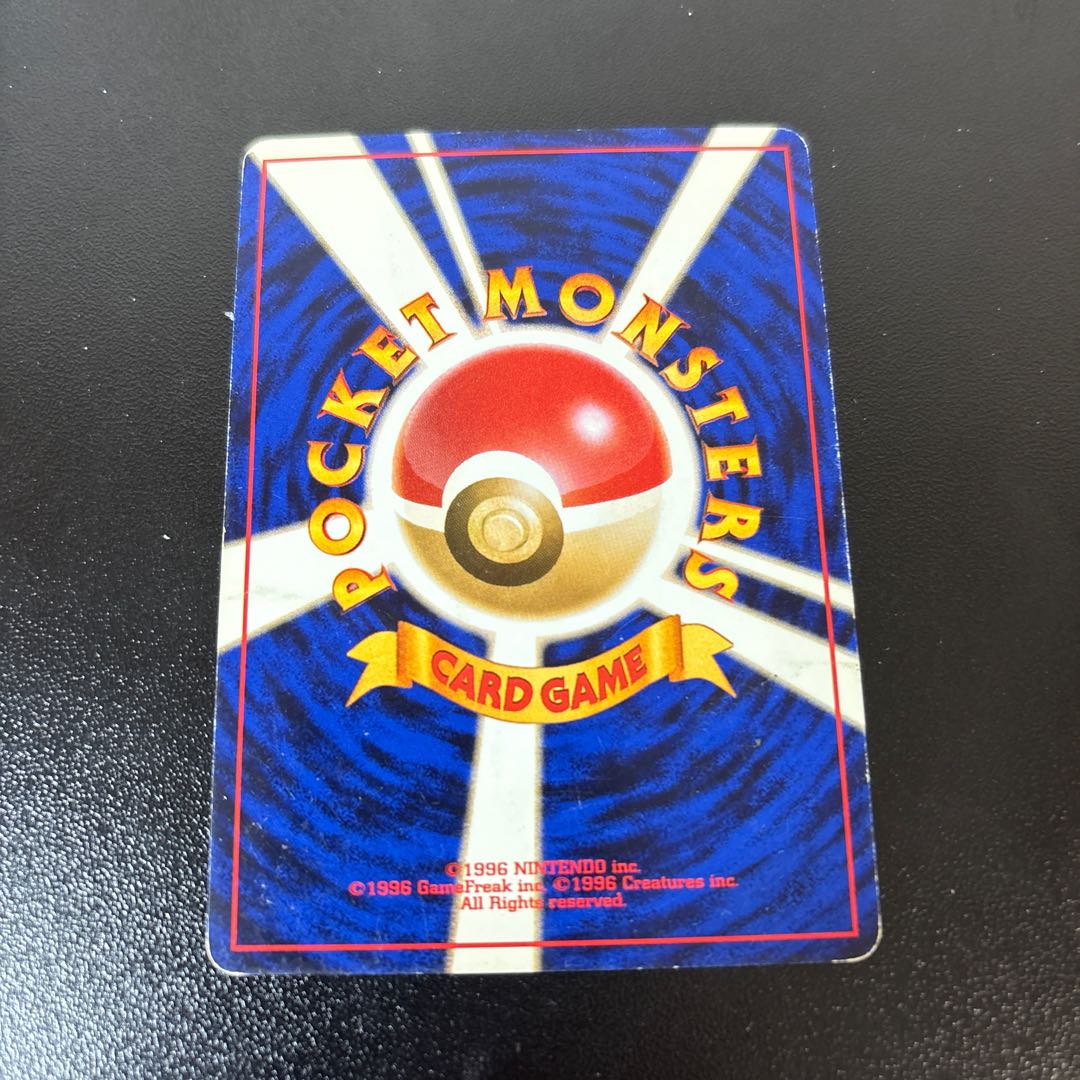 POCKET MONSTERS
CARD GAME
©1996 NINTENDO inc.
©1996 GameFreak inc. ©1996 Creatures inc.
All Rights reserved.